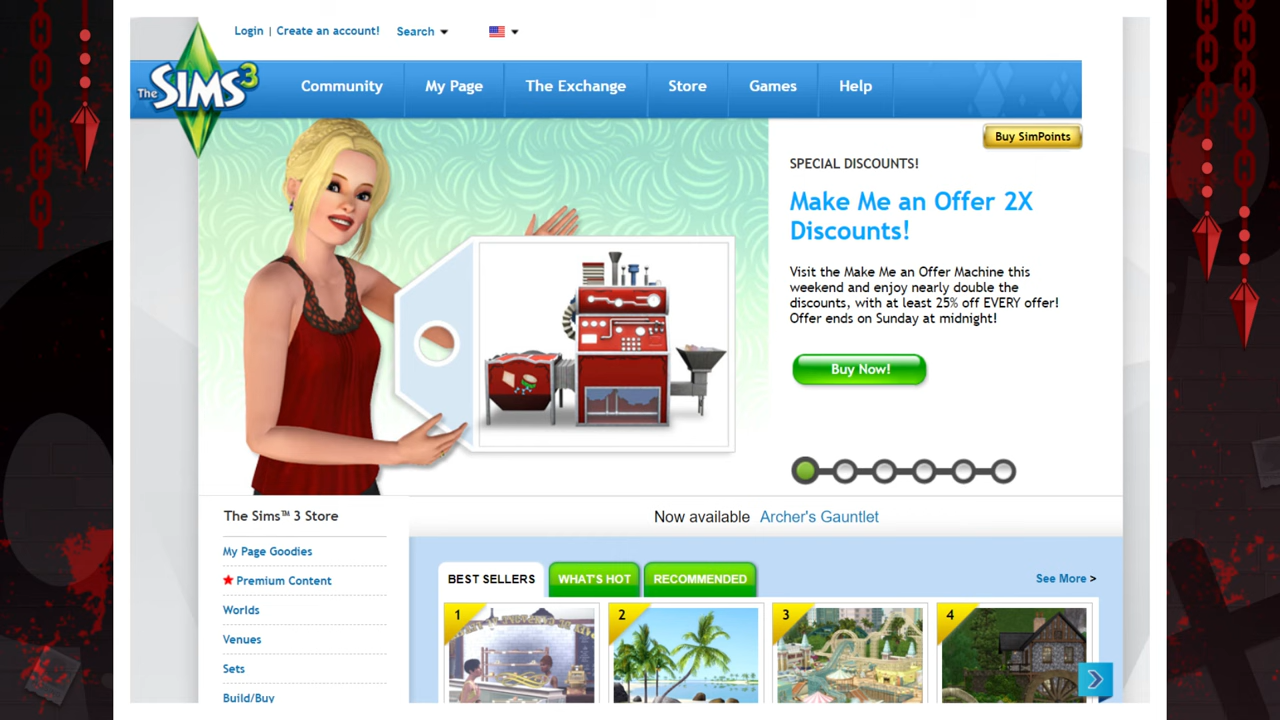 Login | Create an account! Search
The SIMS 3
Community My Page The Exchange Store Games Help
Buy SimPoints
SPECIAL DISCOUNTS!
Make Me an Offer 2X
Discounts!
Visit the Make Me an Offer Machine this
weekend and enjoy nearly double the
discounts, with at least 25% off EVERY offer!
Offer ends on Sunday at midnight!
Buy Now!
The Sims™ 3 Store
Now available Archer's Gauntlet
My Page Goodies
Premium Content
Worlds
Venues
Sets
Build/Buy
BEST SELLERS WHAT'S HOT RECOMMENDED See More >
1 2 3 4